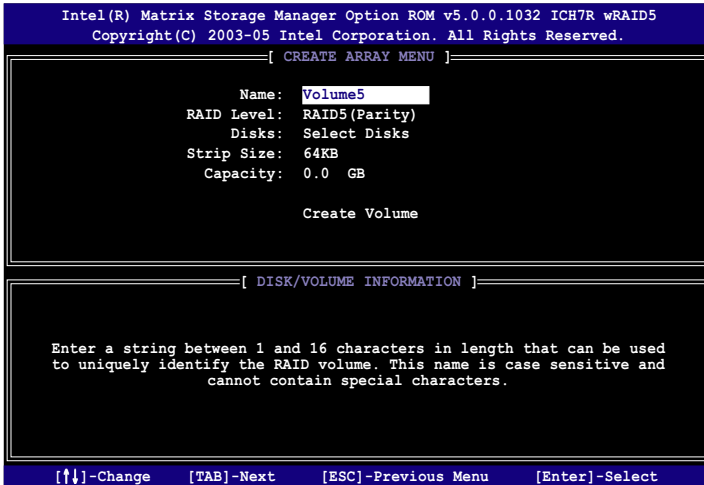 Intel(R) Matrix Storage Manager Option ROM v5.0.0.1032 ICH7R wRAID5
Copyright(C) 2003-05 Intel Corporation. All Rights Reserved.
[ CREATE ARRAY MENU ]
Name: Volume5
RAID Level: RAID5(Parity)
Disks: Select Disks
Strip Size: 64KB
Capacity: 0.0 GB
Create Volume
[ DISK/VOLUME INFORMATION ]
Enter a string between 1 and 16 characters in length that can be used
to uniquely identify the RAID volume. This name is case sensitive and
cannot contain special characters.
[↑↓]-Change [TAB]-Next [ESC]-Previous Menu [Enter]-Select